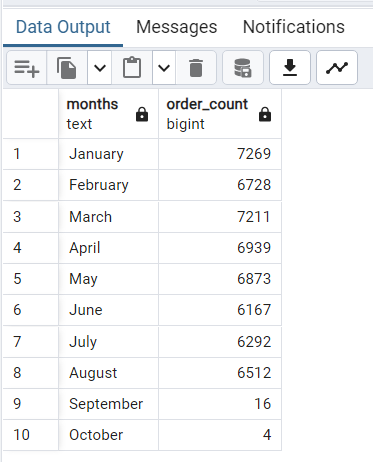 Data Output Messages Notifications
months order_count
text bigint
1 January 7269
2 February 6728
3 March 7211
4 April 6939
5 May 6873
6 June 6167
7 July 6292
8 August 6512
9 September 16
10 October 4